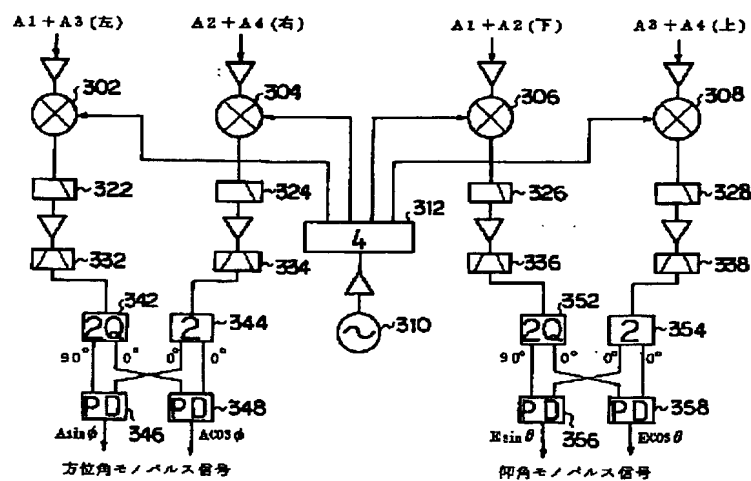 A1+A3(左)
A2+A4(右)
A1+A2(下)
A3+A4(上)
302
304
306
308
322
324
312
326
328
4
332
334
336
338
310
342
2Q
2
344
352
2Q
2
354
90°
0°
0°
0°
90°
0°
0°
0°
PD
346
PD
348
PD
356
PD
358
Asinφ
Acosφ
Esinθ
Ecosθ
方位角モノパルス信号
仰角モノパルス信号